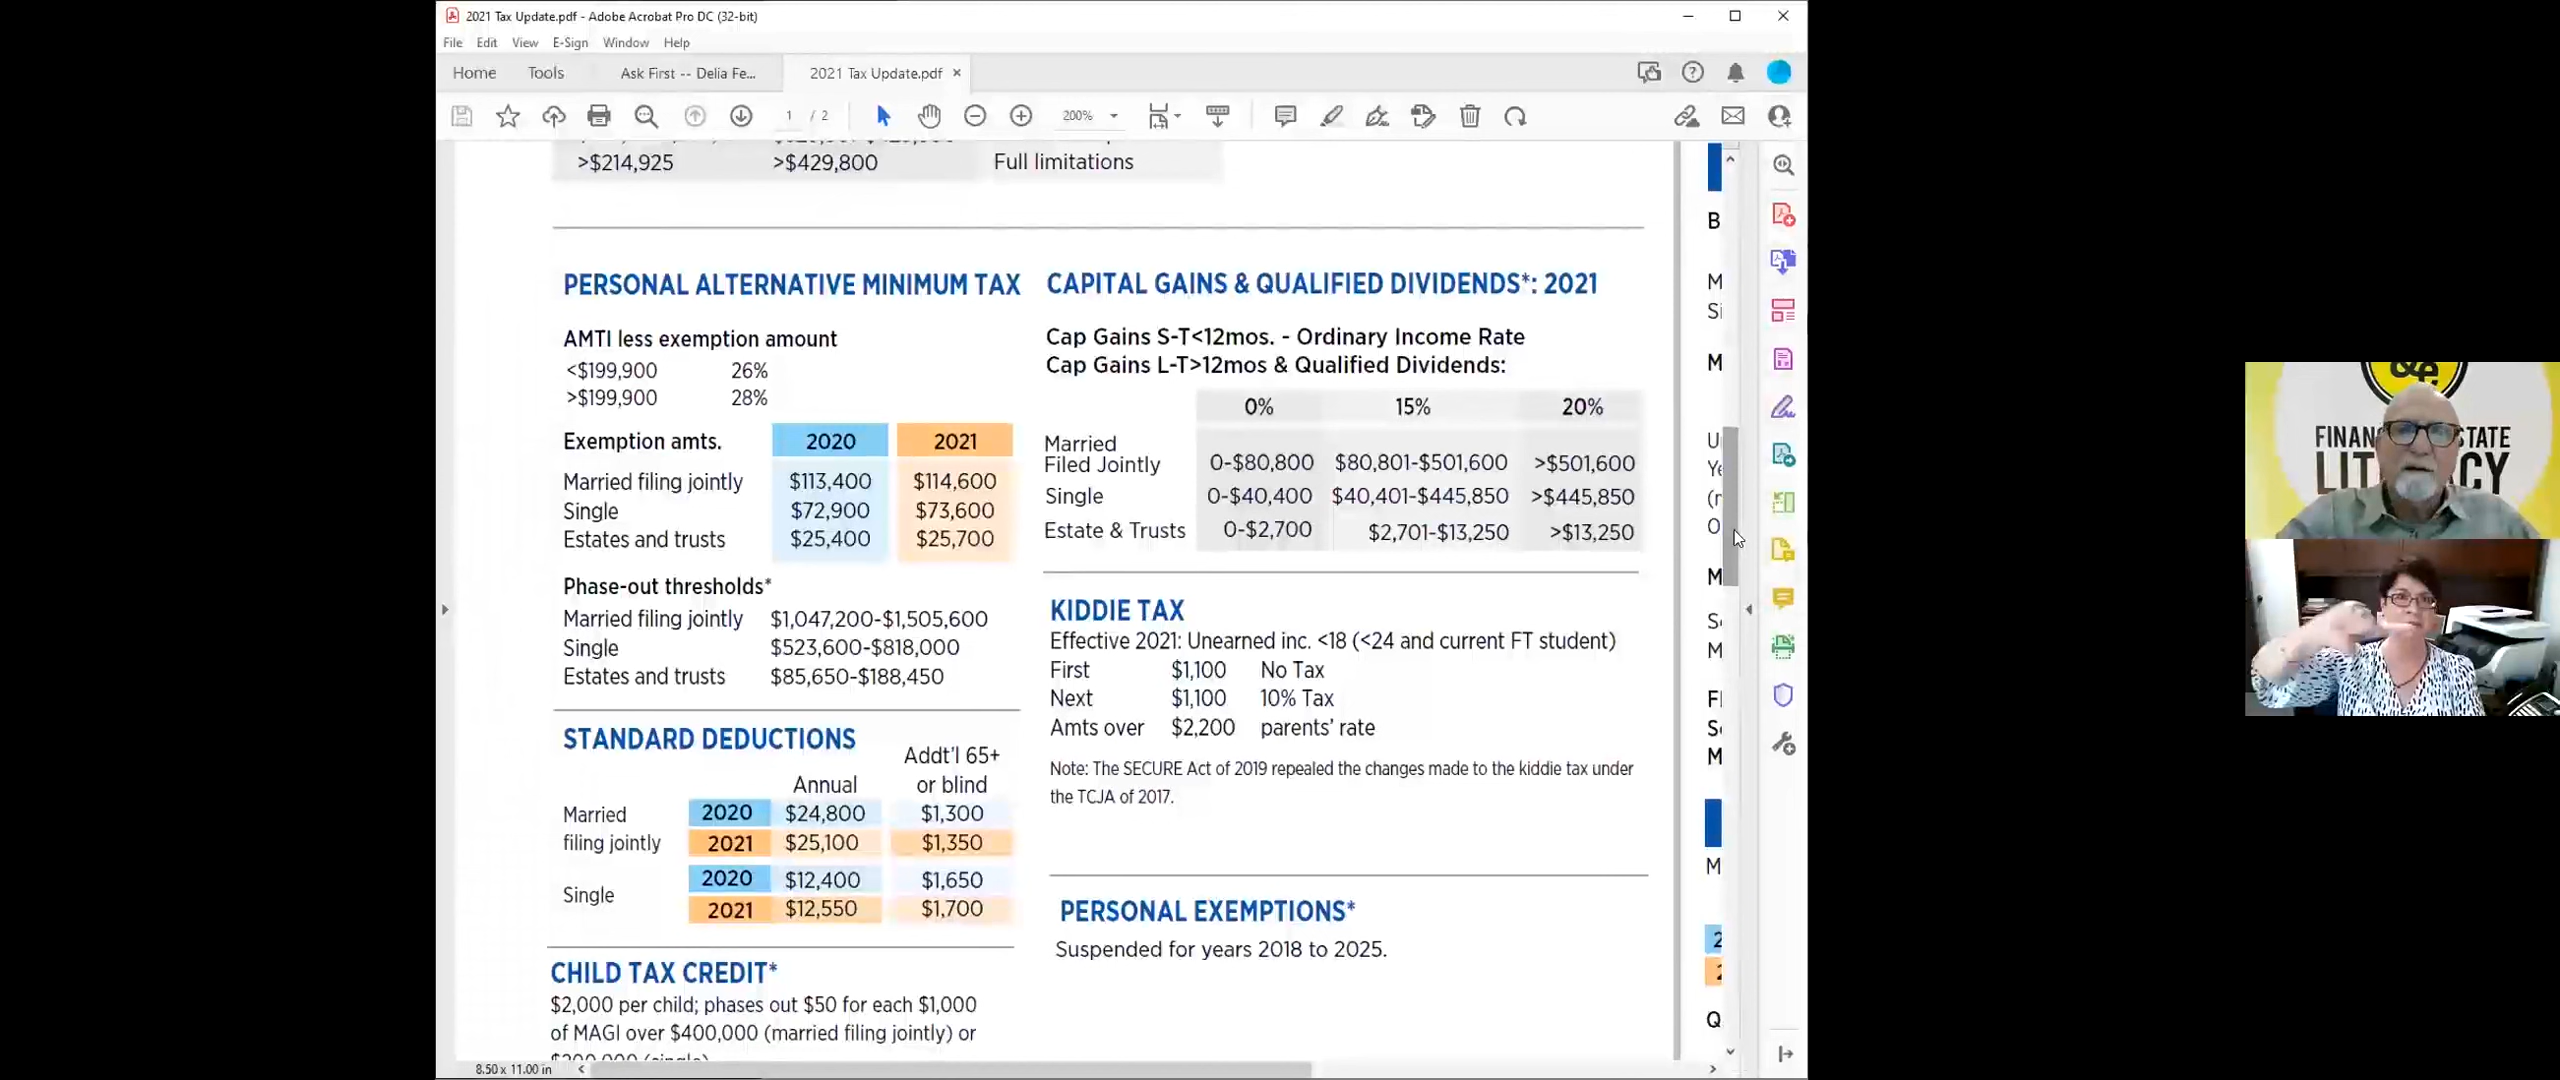 2021 Tax Update.pdf - Adobe Acrobat Pro DC (32-bit)
File Edit View E-Sign Window Help
Home Tools Ask First -- Delia Fe... 2021 Tax Update.pdf ×
1 / 2 200%
>$214,925 >$429,800 Full limitations
PERSONAL ALTERNATIVE MINIMUM TAX
AMTI less exemption amount
<$199,900 26%
>$199,900 28%
Exemption amts. 2020 2021
Married filing jointly $113,400 $114,600
Single $72,900 $73,600
Estates and trusts $25,400 $25,700
Phase-out thresholds*
Married filing jointly $1,047,200-$1,505,600
Single $523,600-$818,000
Estates and trusts $85,650-$188,450
STANDARD DEDUCTIONS
Addt'l 65+
Annual or blind
Married 2020 $24,800 $1,300
filing jointly 2021 $25,100 $1,350
2020 $12,400 $1,650
Single
2021 $12,550 $1,700
CHILD TAX CREDIT*
$2,000 per child; phases out $50 for each $1,000
of MAGI over $400,000 (married filing jointly) or
$200,000 (single)
CAPITAL GAINS & QUALIFIED DIVIDENDS*: 2021
Cap Gains S-T<12mos. - Ordinary Income Rate
Cap Gains L-T>12mos & Qualified Dividends:
0% 15% 20%
Married
Filed Jointly 0-$80,800 $80,801-$501,600 >$501,600
Single 0-$40,400 $40,401-$445,850 >$445,850
Estate & Trusts 0-$2,700 $2,701-$13,250 >$13,250
KIDDIE TAX
Effective 2021: Unearned inc. <18 (<24 and current FT student)
First $1,100 No Tax
Next $1,100 10% Tax
Amts over $2,200 parents' rate
Note: The SECURE Act of 2019 repealed the changes made to the kiddie tax under
the TCJA of 2017.
PERSONAL EXEMPTIONS*
Suspended for years 2018 to 2025.
8.50 x 11.00 in